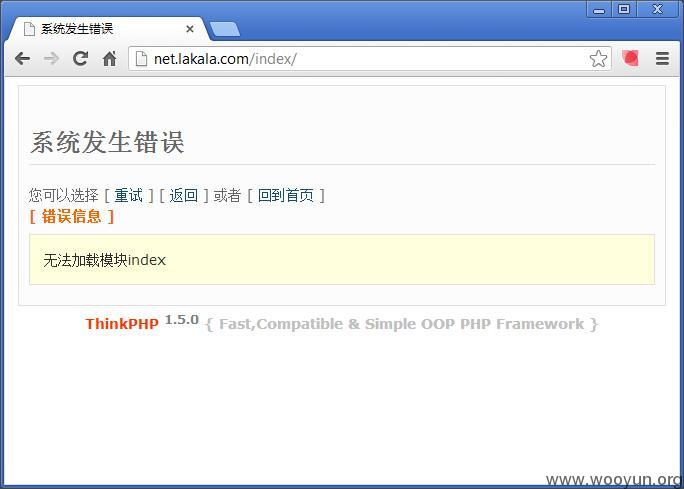 系统发生错误
net.lakala.com/index/
系统发生错误
您可以选择 [ 重试 ] [ 返回 ] 或者 [ 回到首页 ]
[ 错误信息 ]
无法加载模块index
ThinkPHP 1.5.0 { Fast,Compatible & Simple OOP PHP Framework }
www.wooyun.org